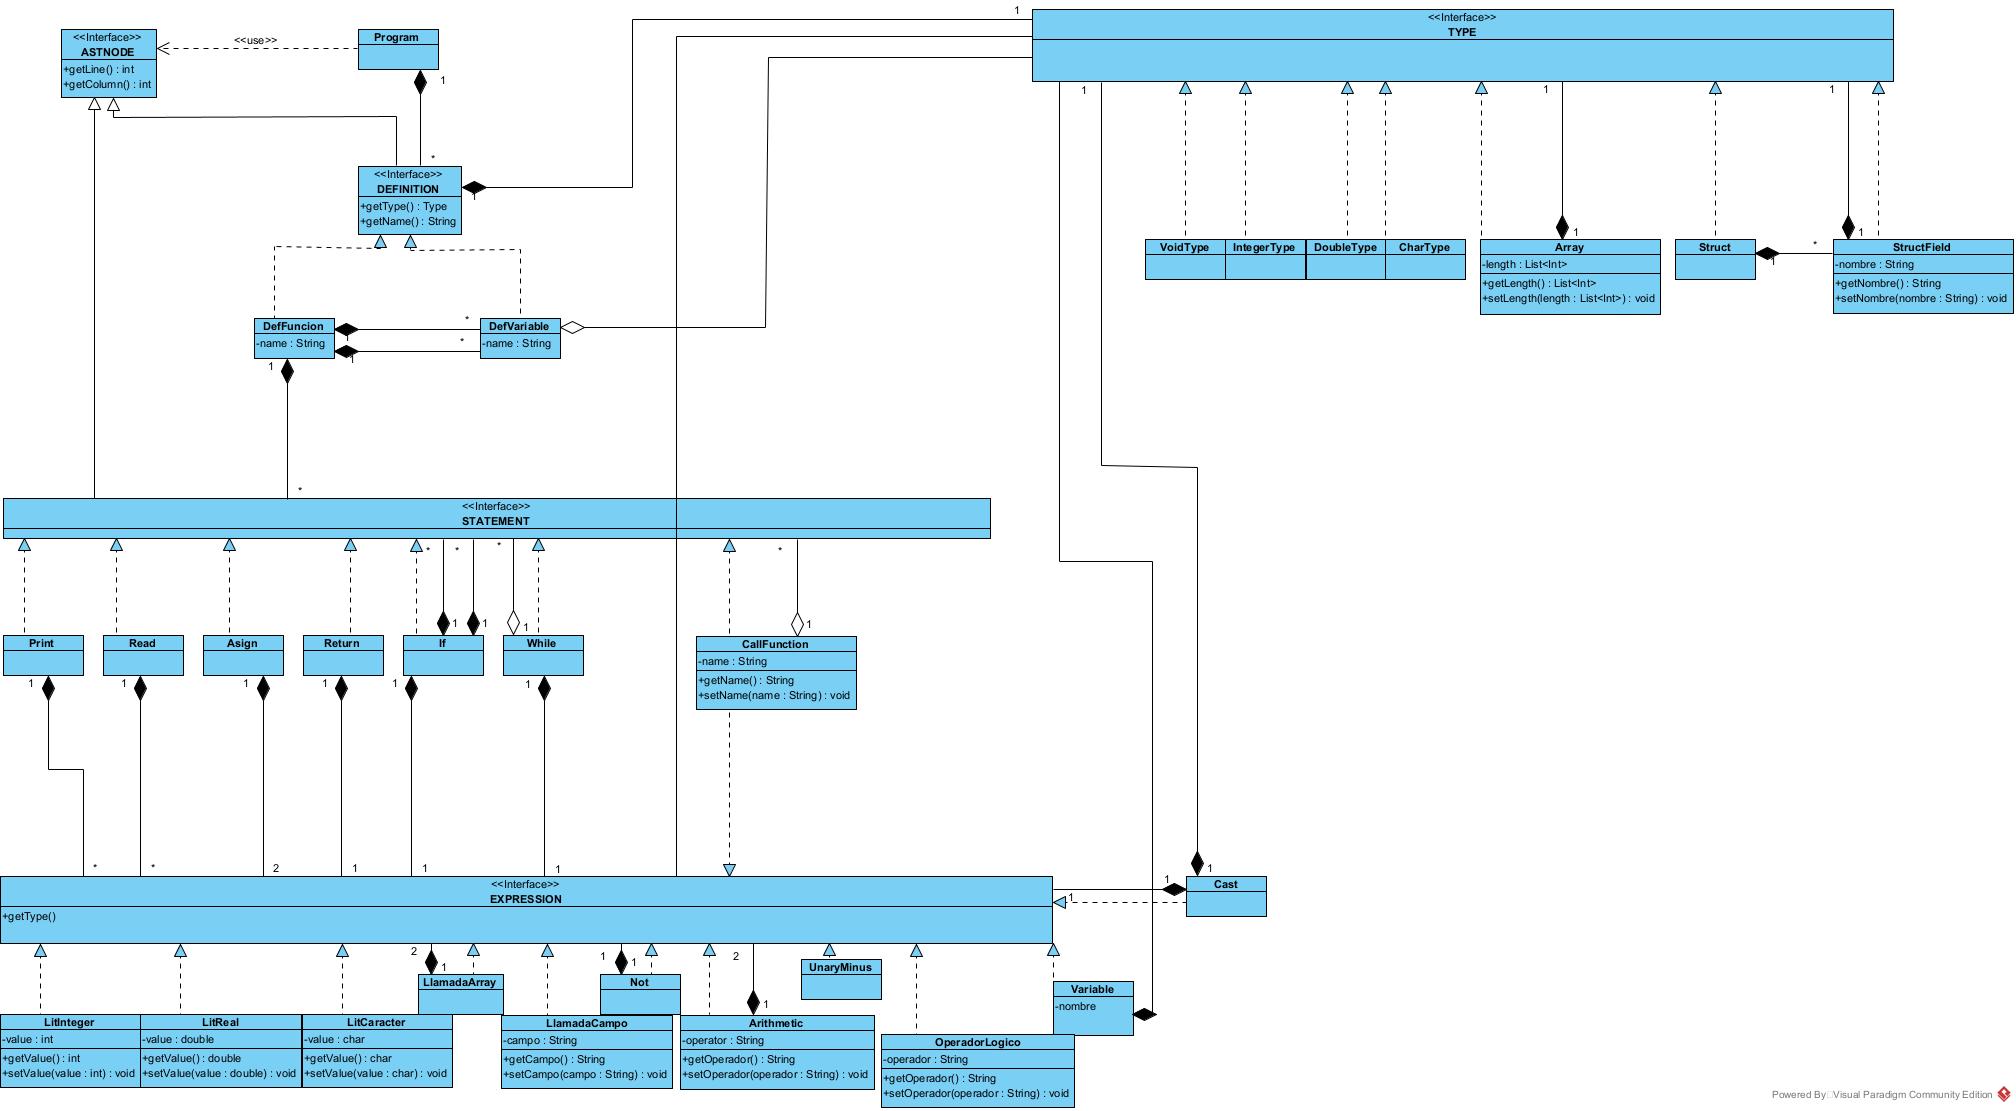 <<Interface>>
ASTNODE
+getLine() : int
+getColumn() : int
<<use>>
Program
1
*
<<Interface>>
DEFINITION
+getType() : Type
+getName() : String
1
1
<<Interface>>
TYPE
1
1
1
VoidType
IntegerType
DoubleType
CharType
Array
-length : List<Int>
+getLength() : List<Int>
+setLength(length : List<Int>) : void
1
Struct
1
*
StructField
-nombre : String
+getNombre() : String
+setNombre(nombre : String) : void
1
DefFuncion
-name : String
1
*
1
*
DefVariable
-name : String
1
*
<<Interface>>
STATEMENT
*
*
*
*
1
1
1
1
Print
Read
Asign
Return
If
While
CallFunction
-name : String
+getName() : String
+setName(name : String) : void
1
1
1
1
1
1
*
*
2
1
1
1
<<Interface>>
EXPRESSION
+getType()
1
1
1
Cast
2
1
1
1
2
1
LlamadaArray
Not
UnaryMinus
Variable
-nombre
LitInteger
-value : int
+getValue() : int
+setValue(value : int) : void
LitReal
-value : double
+getValue() : double
+setValue(value : double) : void
LitCaracter
-value : char
+getValue() : char
+setValue(value : char) : void
LlamadaCampo
-campo : String
+getCampo() : String
+setCampo(campo : String) : void
Arithmetic
-operator : String
+getOperador() : String
+setOperador(operador : String) : void
OperadorLogico
-operador : String
+getOperador() : String
+setOperador(operador : String) : void
Powered By Visual Paradigm Community Edition